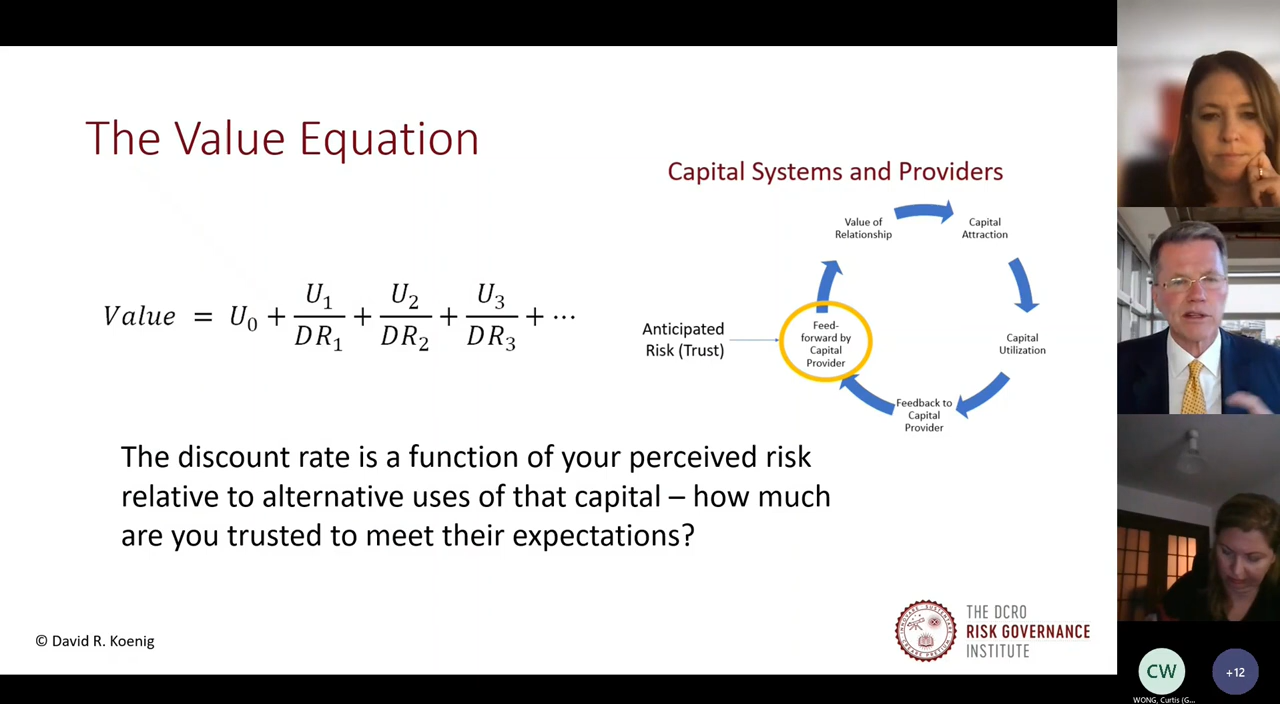 The Value Equation
Capital Systems and Providers
Value of
Relationship
Capital
Attraction
Value = U0 + U1/DR1 + U2/DR2 + U3/DR3 + ⋯
Anticipated
Risk (Trust)
Feed-
forward by
Capital
Provider
Capital
Utilization
Feedback to
Capital
Provider
The discount rate is a function of your perceived risk
relative to alternative uses of that capital – how much
are you trusted to meet their expectations?
© David R. Koenig
THE DCRO
RISK GOVERNANCE
INSTITUTE
CW
+12
WONG, Curtis (G...